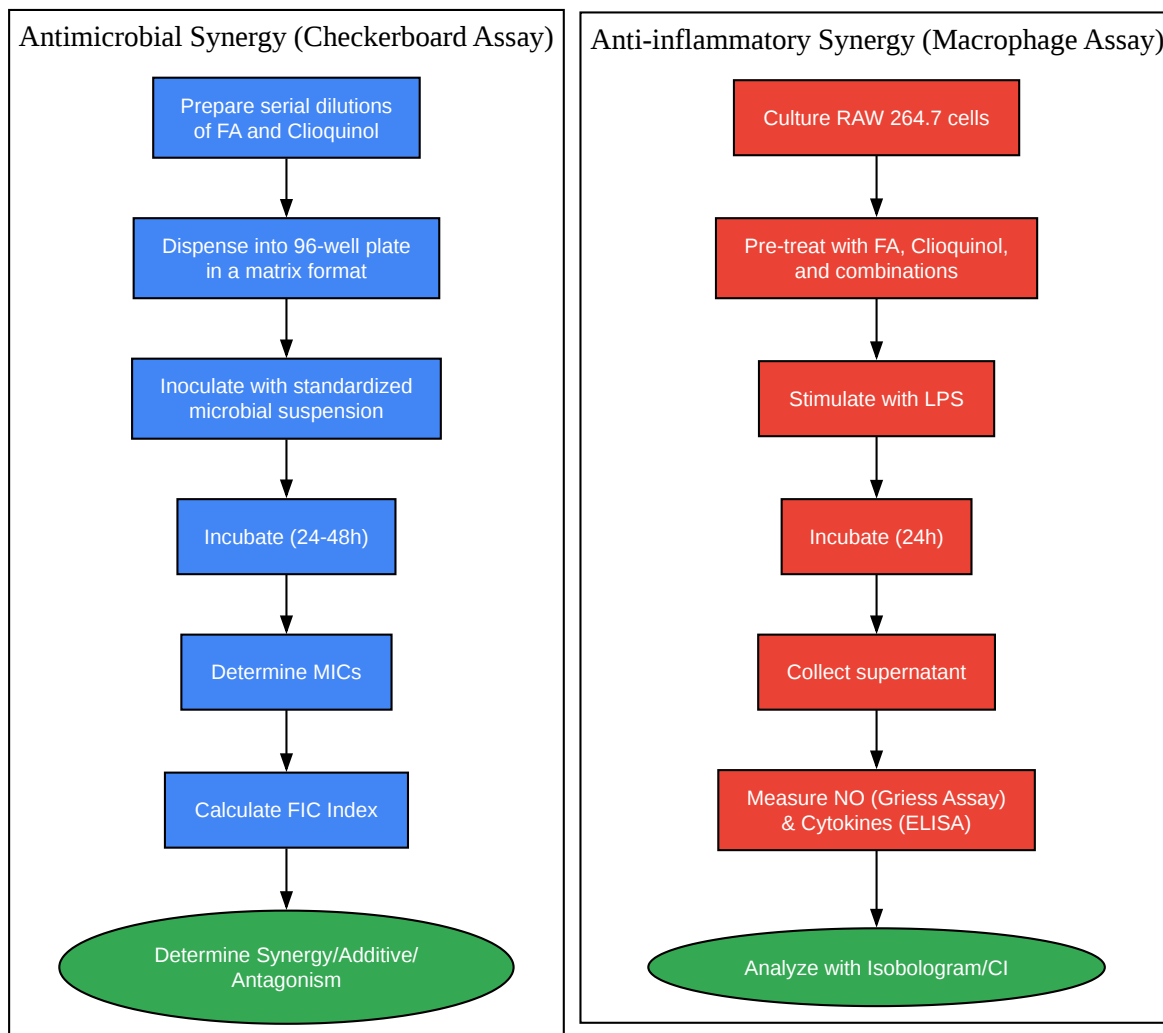 Antimicrobial Synergy (Checkerboard Assay)
Prepare serial dilutions
of FA and Clioquinol
Dispense into 96-well plate
in a matrix format
Inoculate with standardized
microbial suspension
Incubate (24-48h)
Determine MICs
Calculate FIC Index
Determine Synergy/Additive/
Antagonism
Anti-inflammatory Synergy (Macrophage Assay)
Culture RAW 264.7 cells
Pre-treat with FA, Clioquinol,
and combinations
Stimulate with LPS
Incubate (24h)
Collect supernatant
Measure NO (Griess Assay)
& Cytokines (ELISA)
Analyze with Isobologram/CI